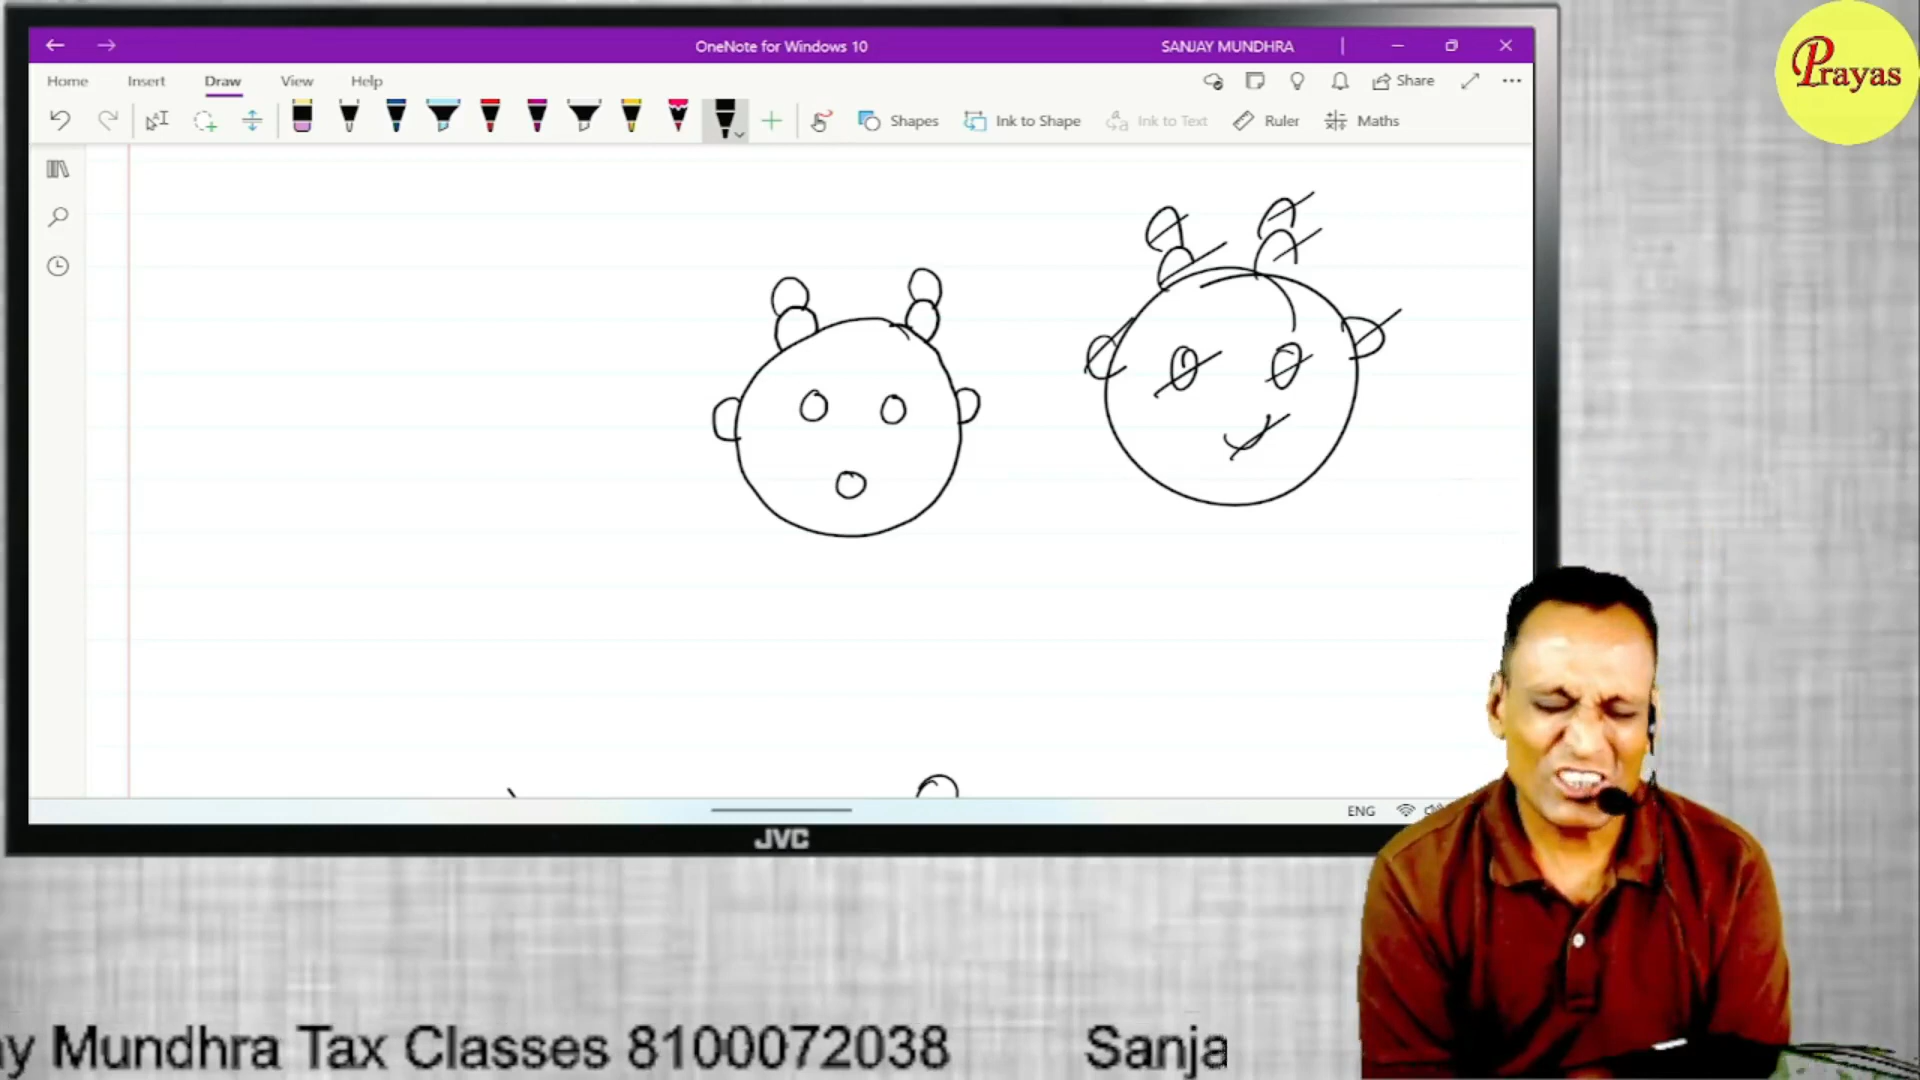 OneNote for Windows 10
SANJAY MUNDHRA
Prayas
Home Insert Draw View Help
Share
Shapes Ink to Shape Ink to Text Ruler Maths
ENG
JVC
ay Mundhra Tax Classes 8100072038 Sanja